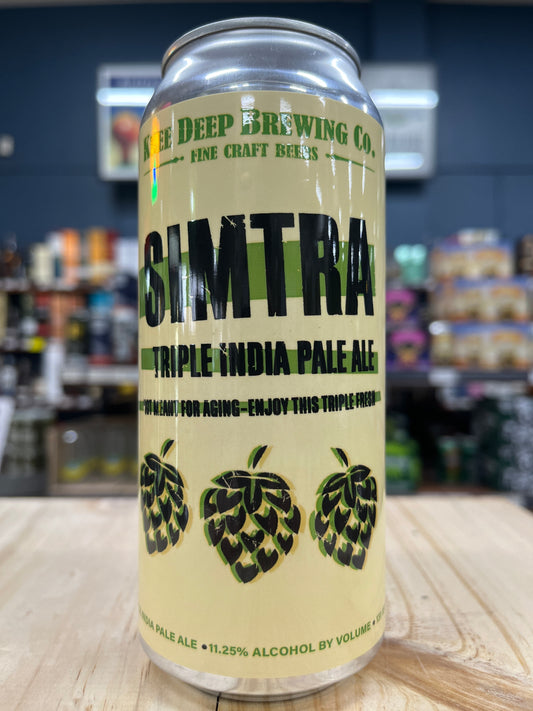 KNEE DEEP BREWING CO.
FINE CRAFT BEERS
SIMTRA
TRIPLE INDIA PALE ALE
MEANT FOR AGING-ENJOY THIS TRIPLE FRESH
INDIA PALE ALE • 11.25% ALCOHOL BY VOLUME •